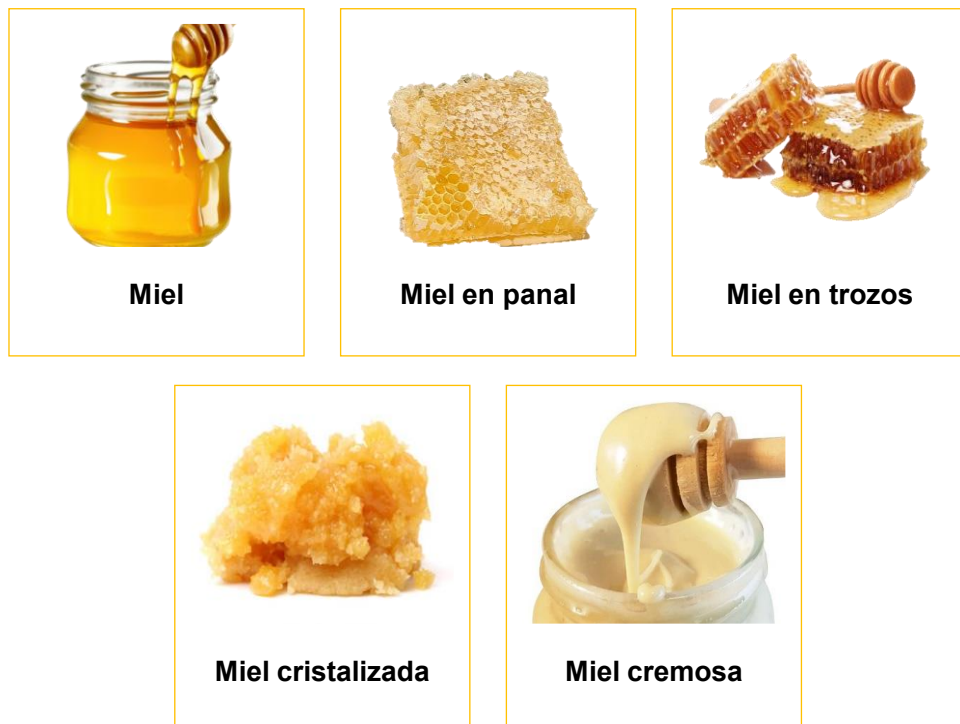 Miel
Miel en panal
Miel en trozos
Miel cristalizada
Miel cremosa